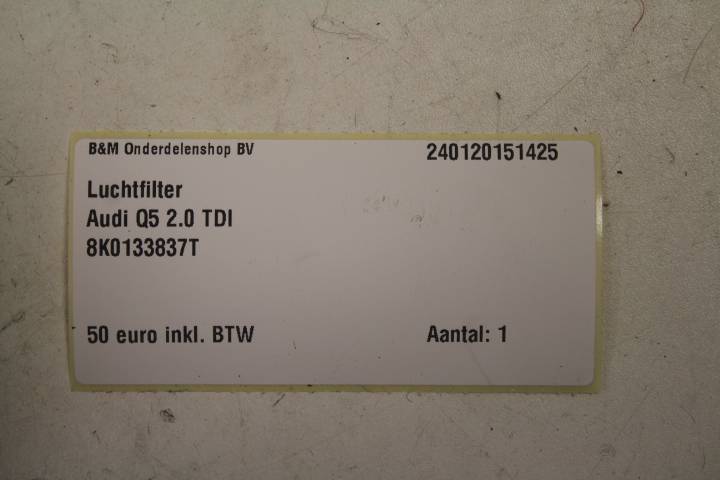 B&M Onderdelenshop BV 240120151425
Luchtfilter
Audi Q5 2.0 TDI
8K0133837T
50 euro inkl. BTW Aantal: 1